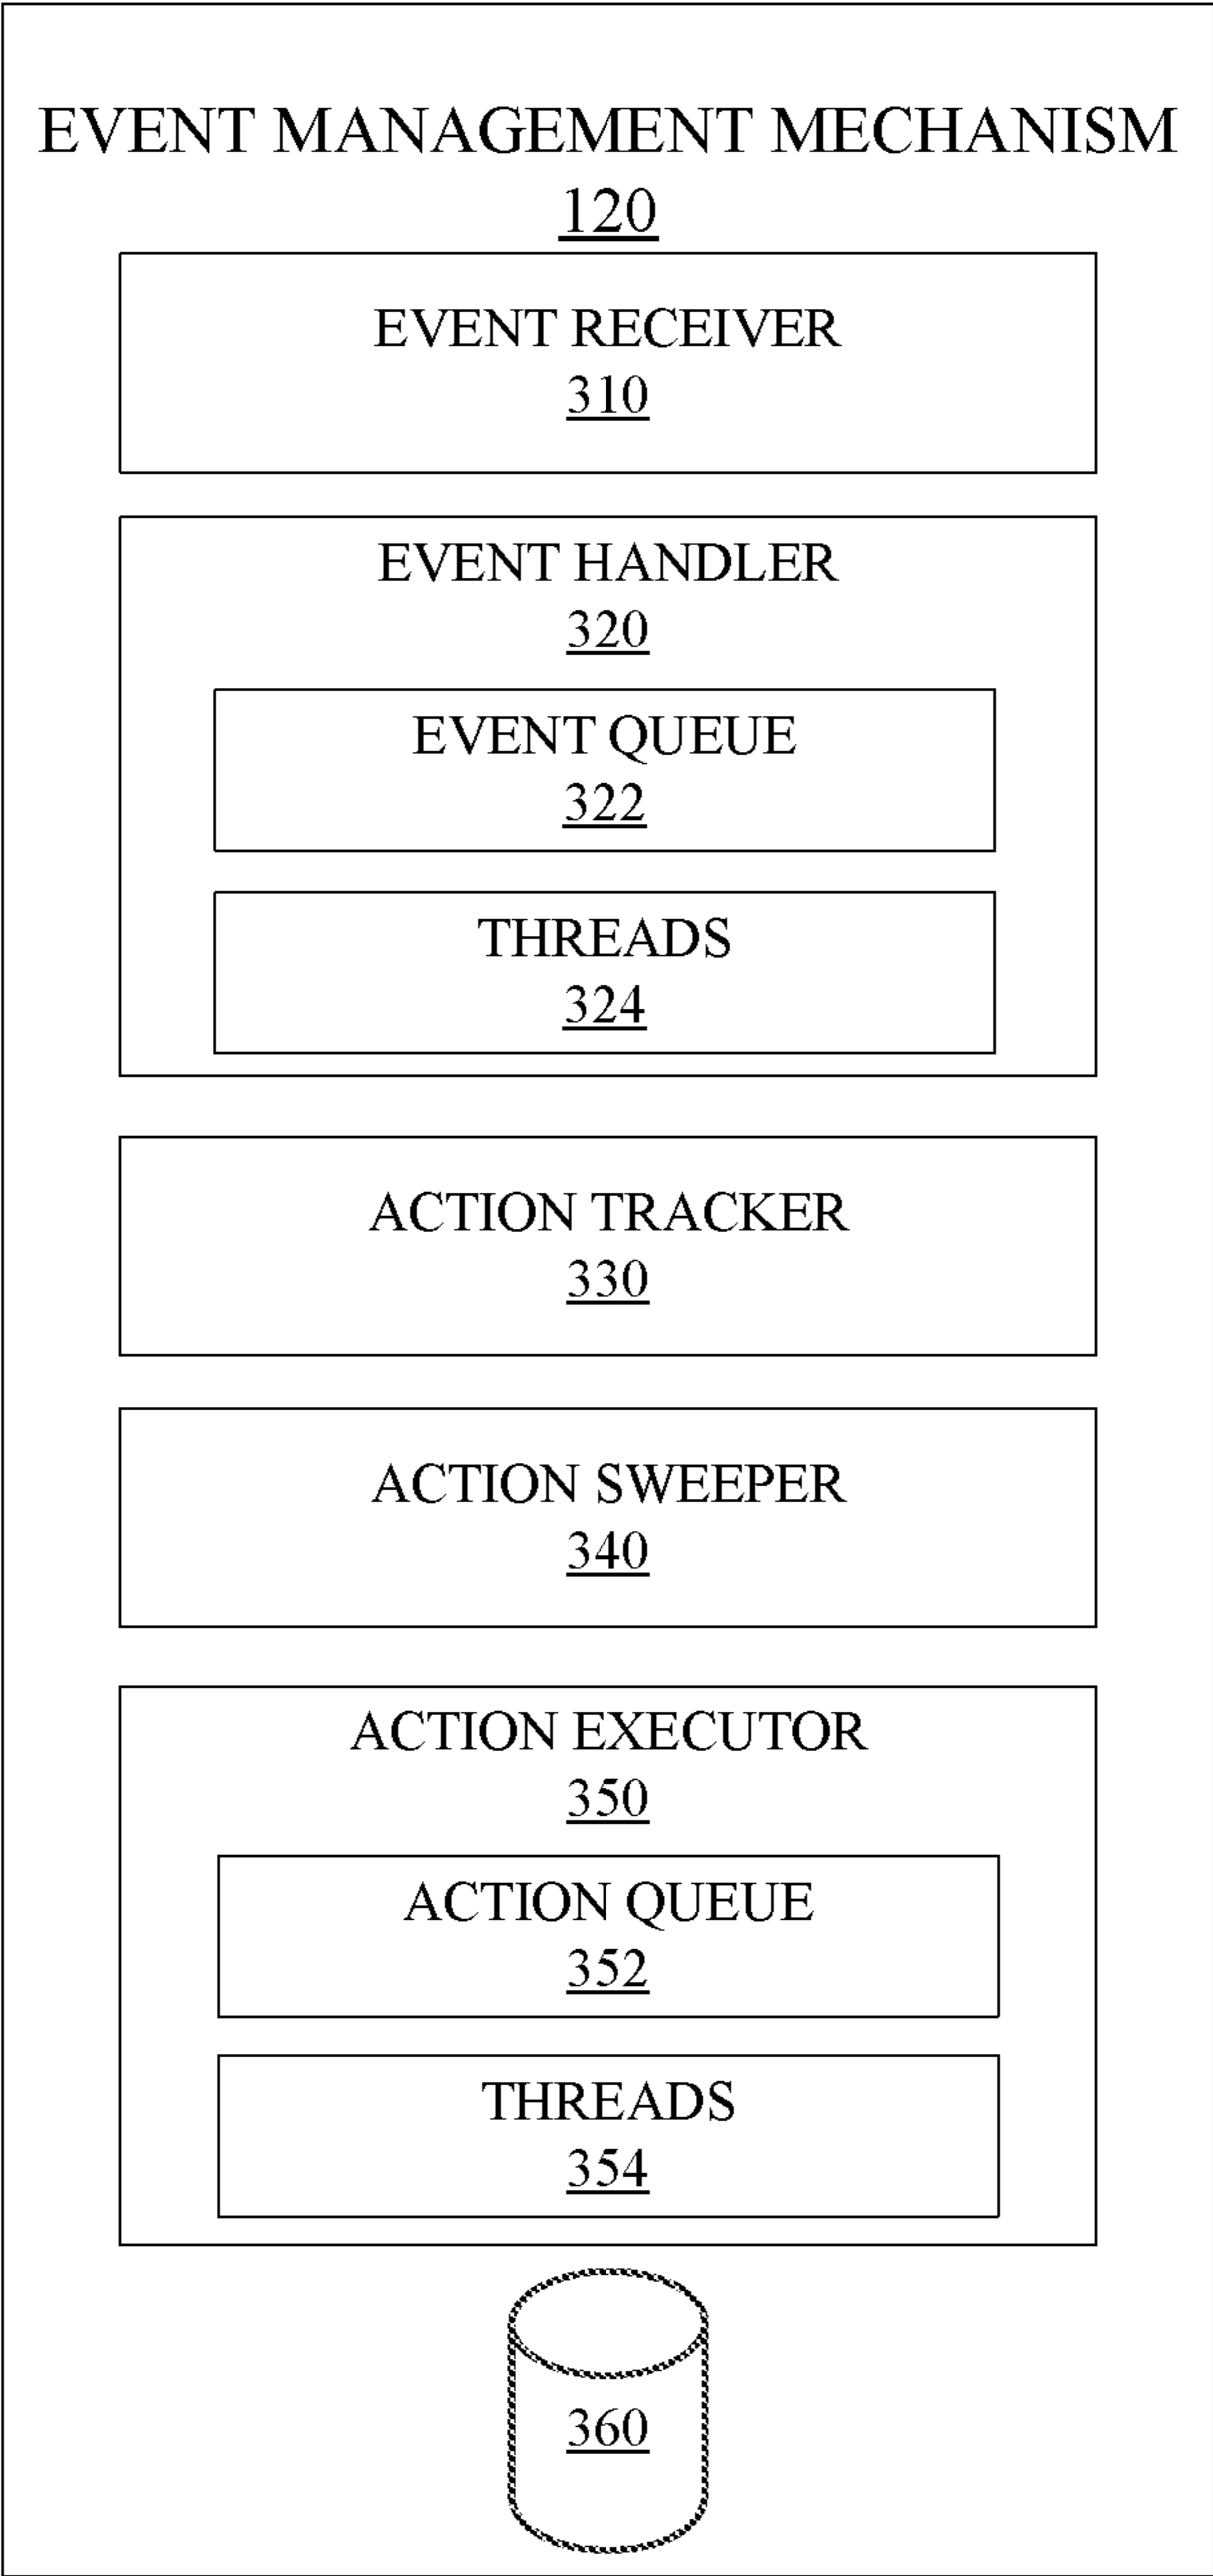 EVENT MANAGEMENT MECHANISM
120
EVENT RECEIVER
310
EVENT HANDLER
320
EVENT QUEUE
322
THREADS
324
ACTION TRACKER
330
ACTION SWEEPER
340
ACTION EXECUTOR
350
ACTION QUEUE
352
THREADS
354
360